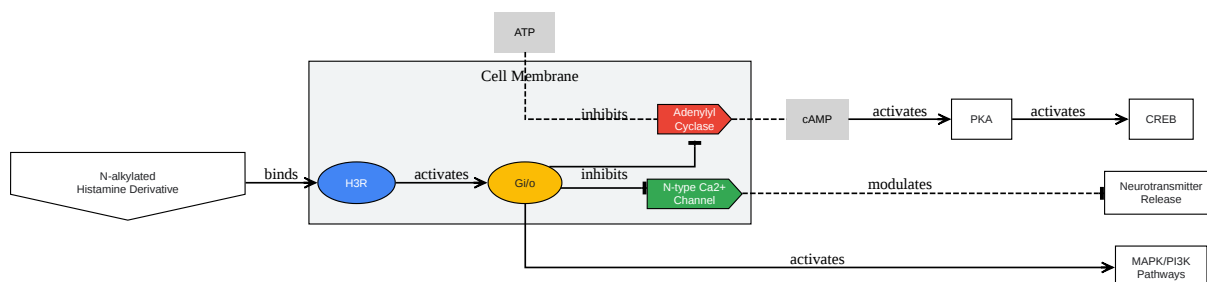 ATP
Cell Membrane
inhibits
Adenylyl
Cyclase
cAMP
activates
PKA
activates
CREB
N-alkylated
Histamine Derivative
binds
H3R
activates
Gi/o
inhibits
N-type Ca2+
Channel
modulates
Neurotransmitter
Release
activates
MAPK/PI3K
Pathways